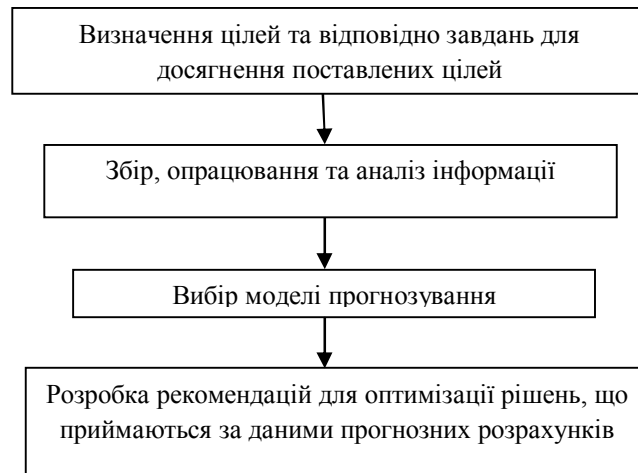 Визначення цілей та відповідно завдань для
досягнення поставлених цілей
Збір, опрацювання та аналіз інформації
Вибір моделі прогнозування
Розробка рекомендацій для оптимізації рішень, що
приймаються за даними прогнозних розрахунків